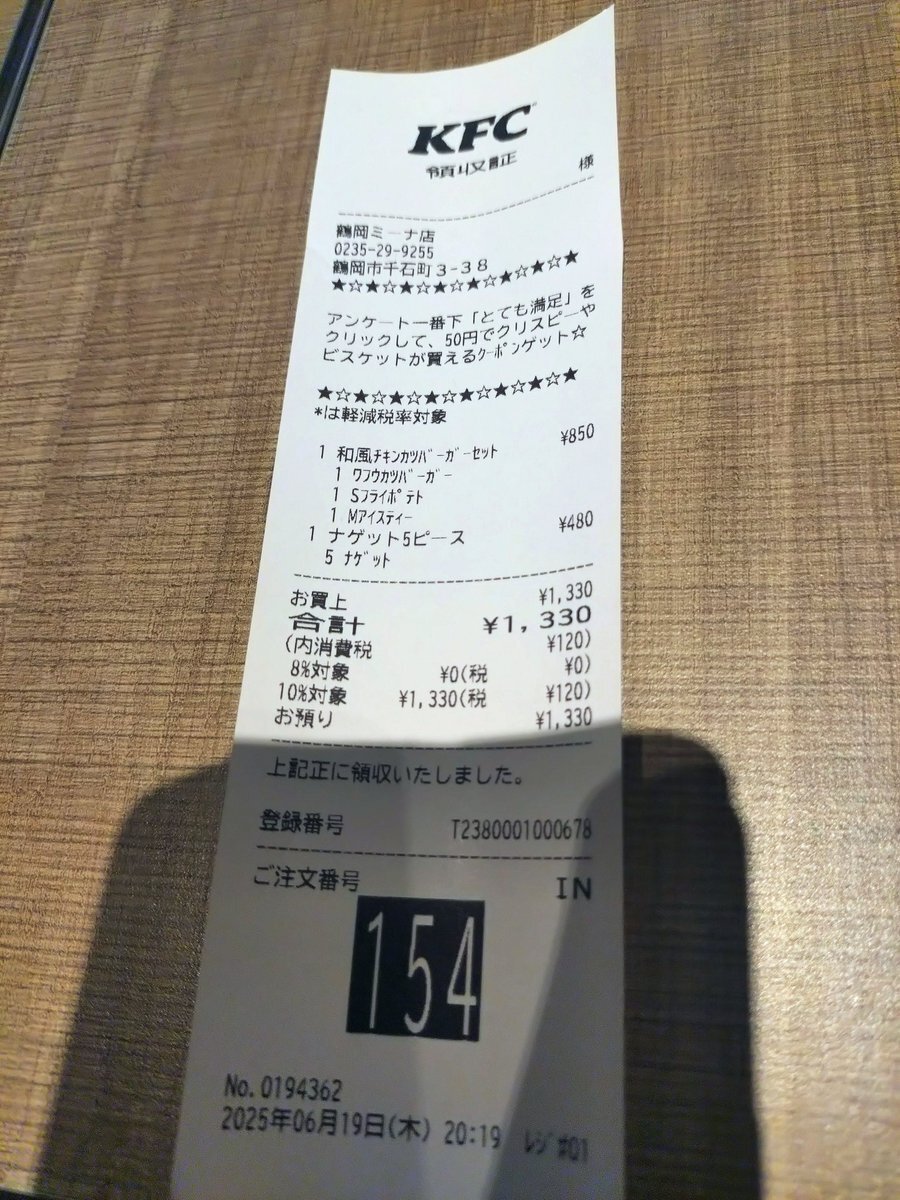 KFC
領収証
様
鶴岡ミーナ店
0235-29-9255
鶴岡市千石町3-38
★☆★☆★☆★☆★☆★☆★☆★
アンケート一番下「とても満足」を
クリックして、50円でクリスピーや
ビスケットが買えるｸｰﾎﾟﾝゲット☆
★☆★☆★☆★☆★☆★☆★☆★
*は軽減税率対象
1 和風ﾁｷﾝｶﾂﾊﾞｰｶﾞｰセット ¥850
1 ﾜﾌｳｶﾂﾊﾞｰｶﾞｰ
1 Sﾌﾗｲﾎﾟﾃﾄ
1 Mｱｲｽﾃｨｰ
1 ナゲット5ピース ¥480
5 ﾅｹﾞｯﾄ
お買上 ¥1,330
合計 ¥1,330
(内消費税 ¥120)
8%対象 ¥0(税 ¥0)
10%対象 ¥1,330(税 ¥120)
お預り ¥1,330
上記正に領収いたしました。
登録番号 T2380001000678
ご注文番号 IN
154
No.0194362
2025年06月19日(木) 20:19 ﾚｼﾞ#01